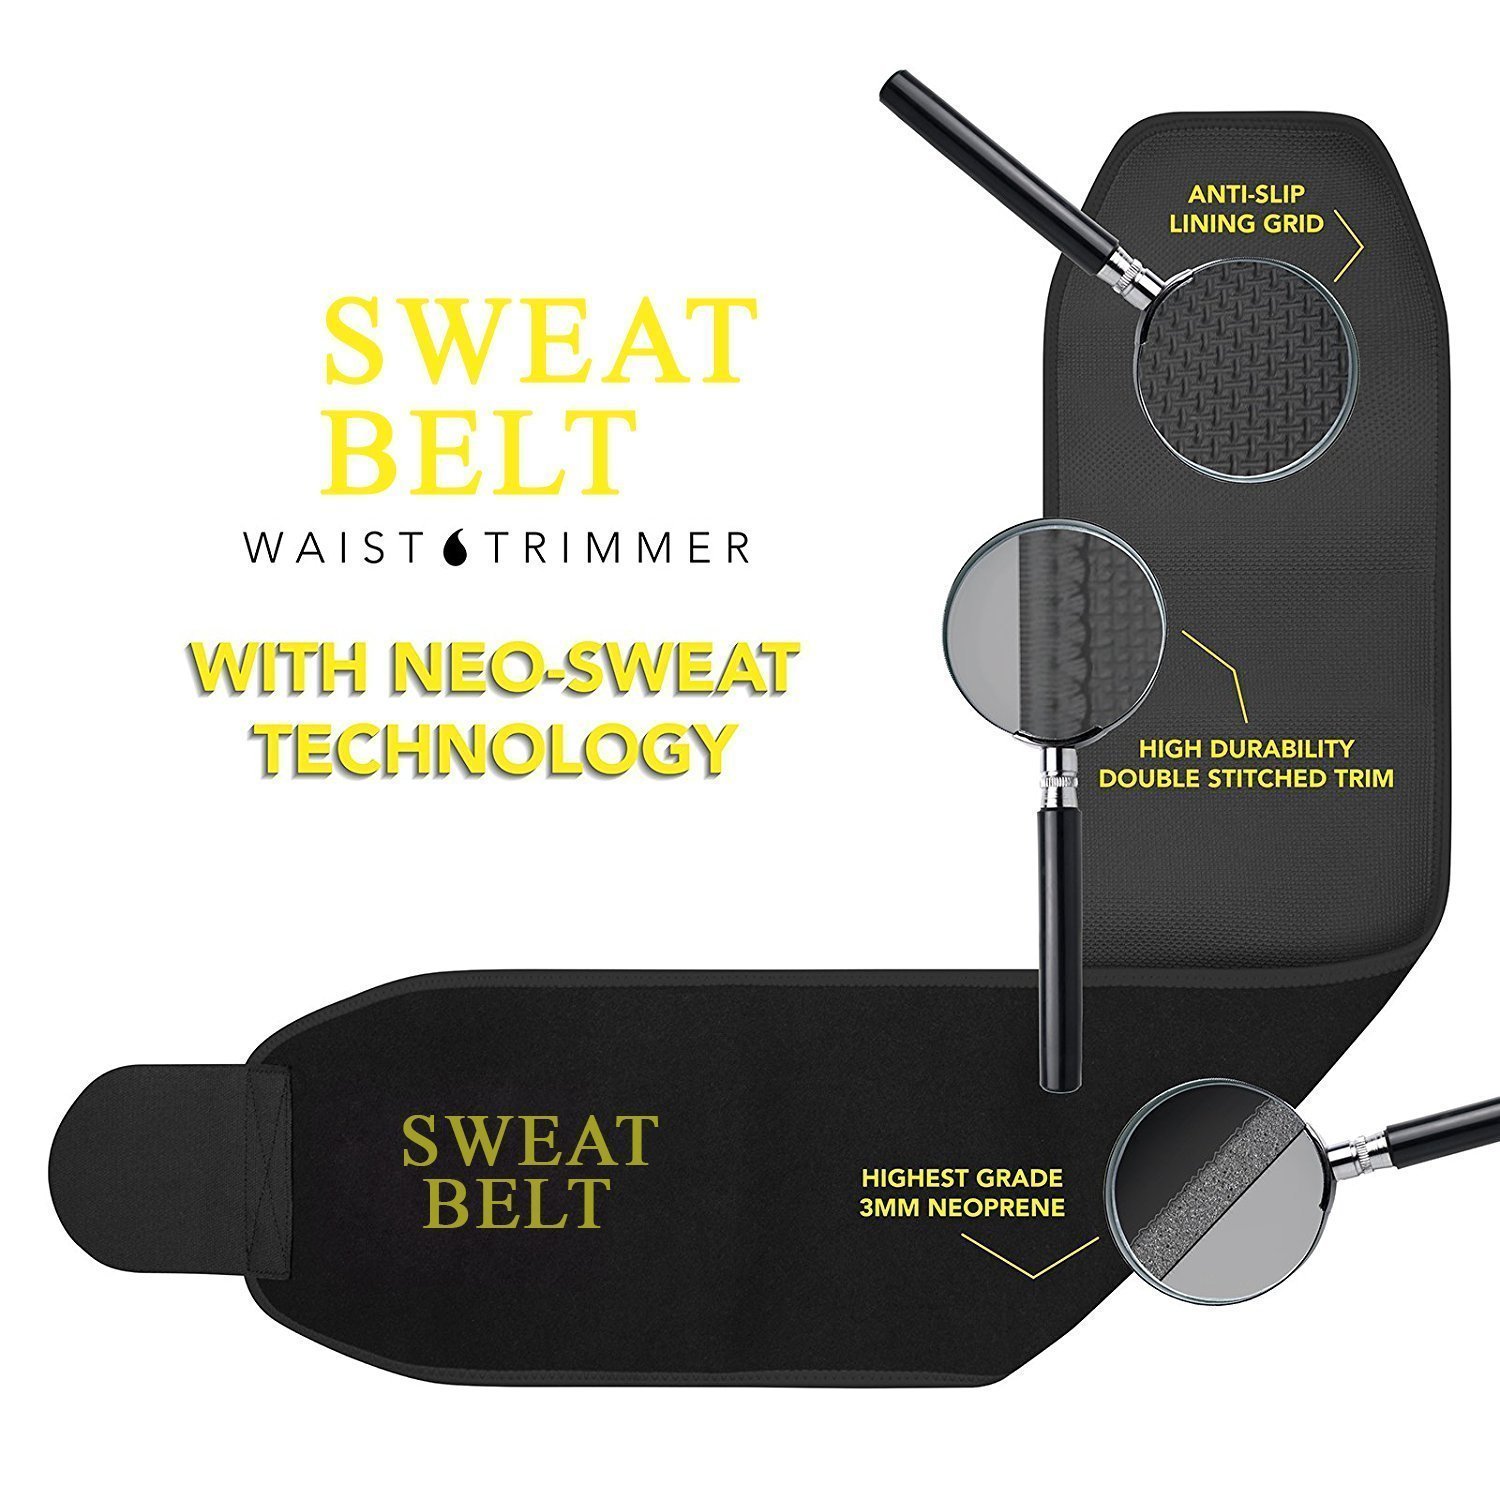 SWEAT
BELT
WAIST TRIMMER
WITH NEO-SWEAT
TECHNOLOGY
ANTI-SLIP
LINING GRID
HIGH DURABILITY
DOUBLE STITCHED TRIM
SWEAT
BELT
HIGHEST GRADE
3MM NEOPRENE